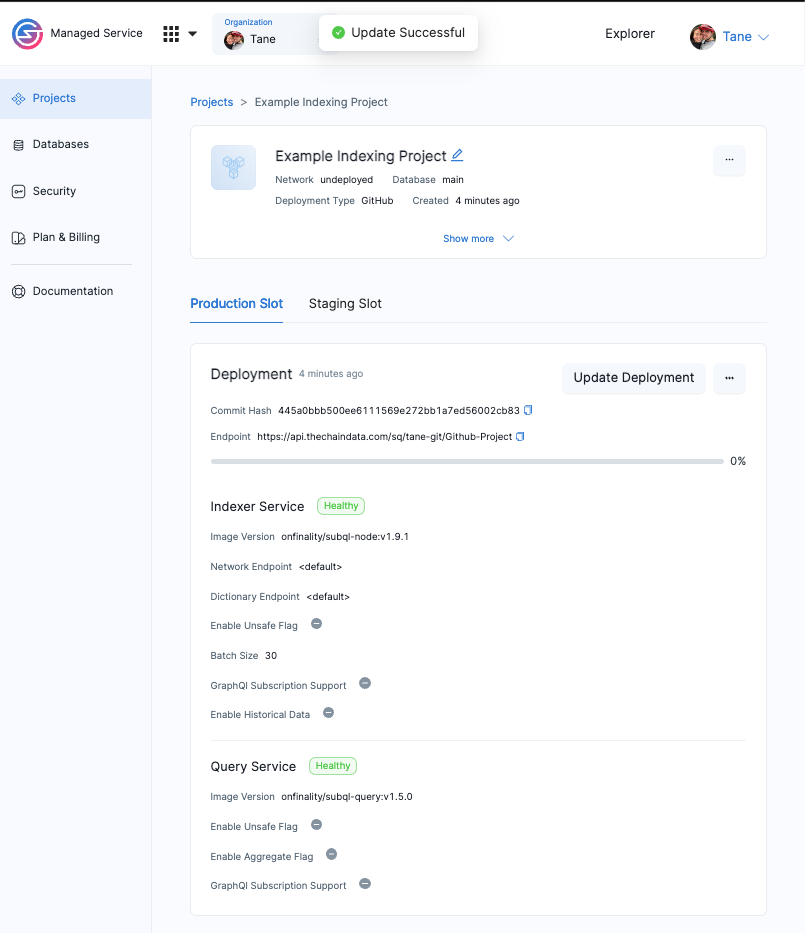 Managed Service
Organization
Tane
Update Successful
Explorer
Tane
Projects
Databases
Security
Plan & Billing
Documentation
Projects > Example Indexing Project
Example Indexing Project
Network undeployed Database main
Deployment Type GitHub Created 4 minutes ago
Show more
Production Slot Staging Slot
Deployment 4 minutes ago
Update Deployment
Commit Hash 445a0bbb500ee6111569e272bb1a7ed56002cb83
Endpoint https://api.thechaindata.com/sq/tane-git/Github-Project
0%
Indexer Service Healthy
Image Version onfinality/subql-node:v1.9.1
Network Endpoint <default>
Dictionary Endpoint <default>
Enable Unsafe Flag
Batch Size 30
GraphQl Subscription Support
Enable Historical Data
Query Service Healthy
Image Version onfinality/subql-query:v1.5.0
Enable Unsafe Flag
Enable Aggregate Flag
GraphQl Subscription Support